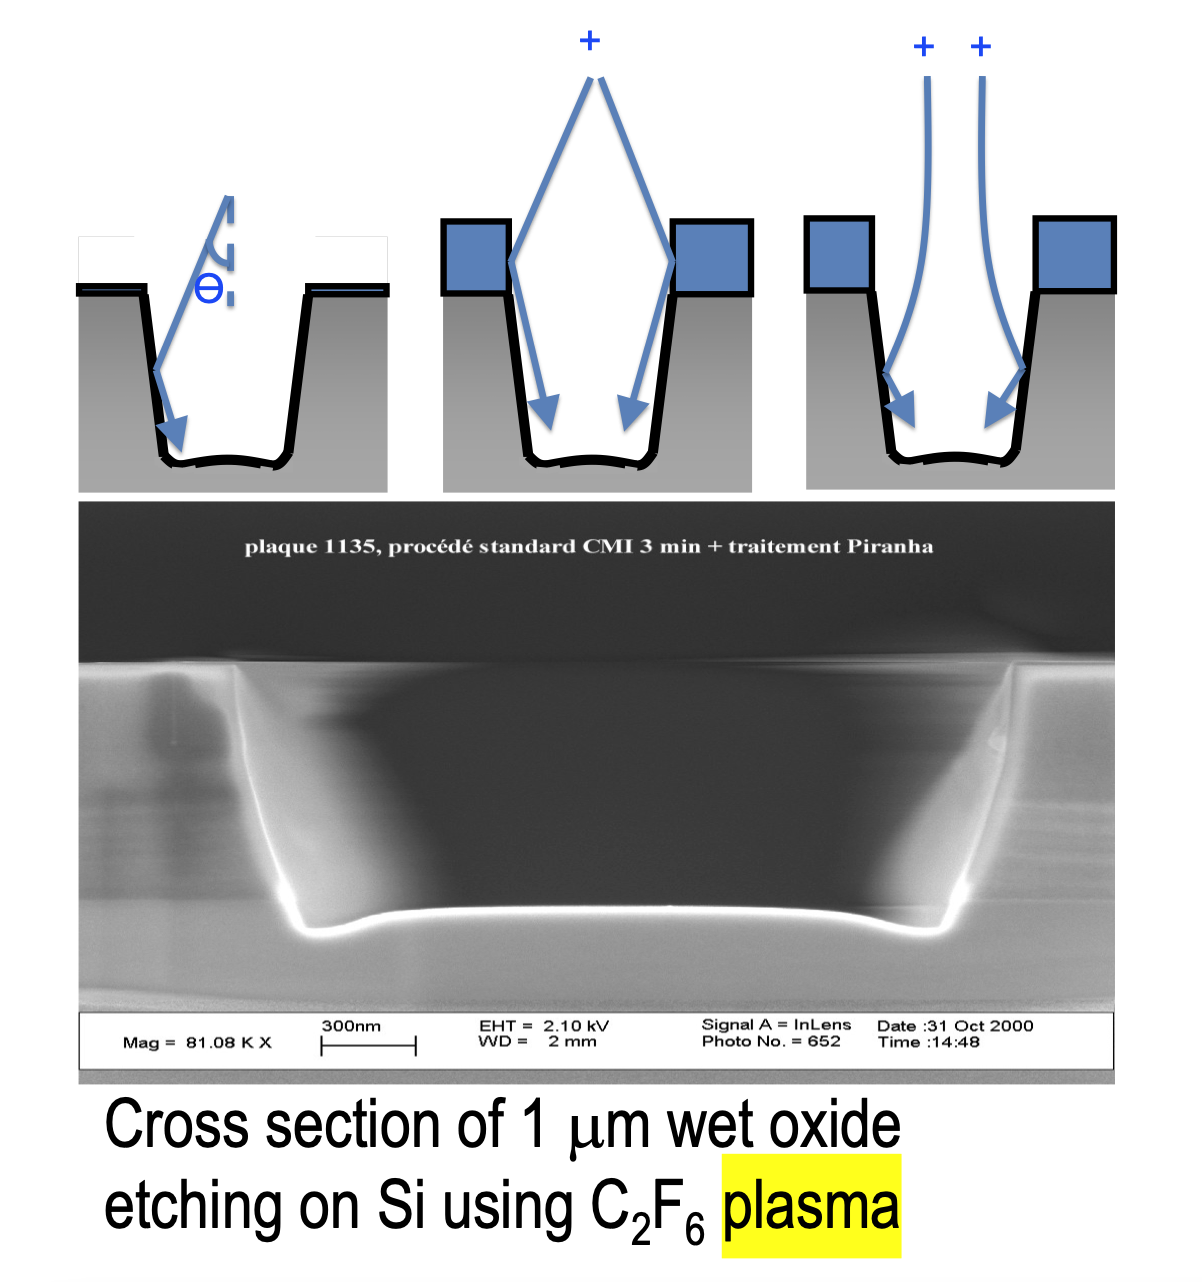 +
+ +
Θ
plaque 1135, procédé standard CMI 3 min + traitement Piranha
300nm
Mag = 81.08 K X
EHT = 2.10 kV
WD = 2 mm
Signal A = InLens
Photo No. = 652
Date :31 Oct 2000
Time :14:48
Cross section of 1 μm wet oxide
etching on Si using C₂F₆ plasma